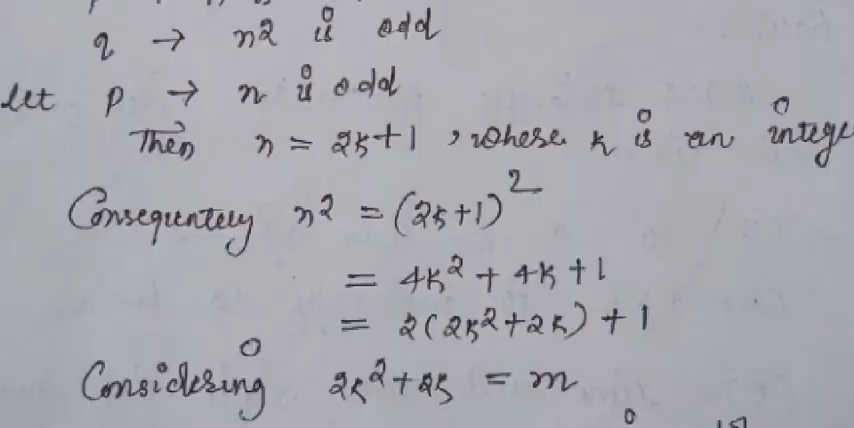 q → n2 is odd
let p → n is odd
Then n = 2k+1 , where k is an intege
Consequntely n2 = (2k+1)2
= 4k2 + 4k + 1
= 2(2k2+2k) + 1
Considering 2k2+2k = m